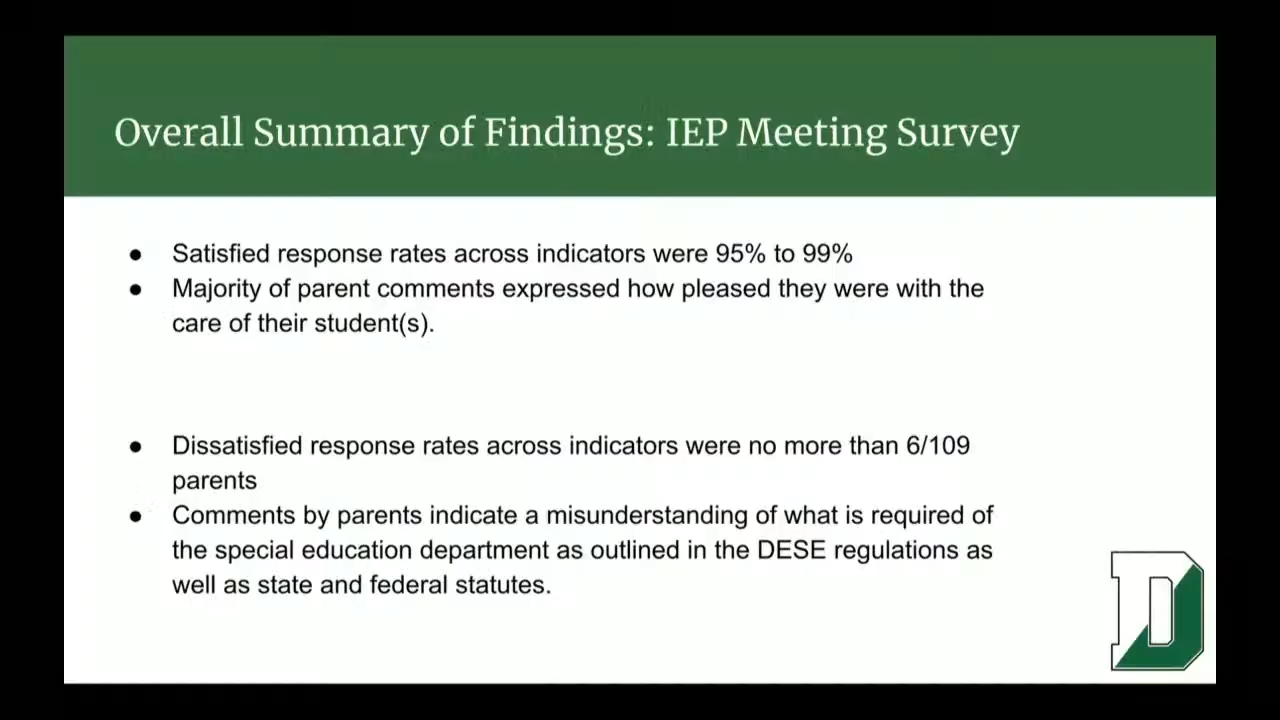 Overall Summary of Findings: IEP Meeting Survey
● Satisfied response rates across indicators were 95% to 99%
● Majority of parent comments expressed how pleased they were with the
care of their student(s).
● Dissatisfied response rates across indicators were no more than 6/109
parents
● Comments by parents indicate a misunderstanding of what is required of
the special education department as outlined in the DESE regulations as
well as state and federal statutes.
D